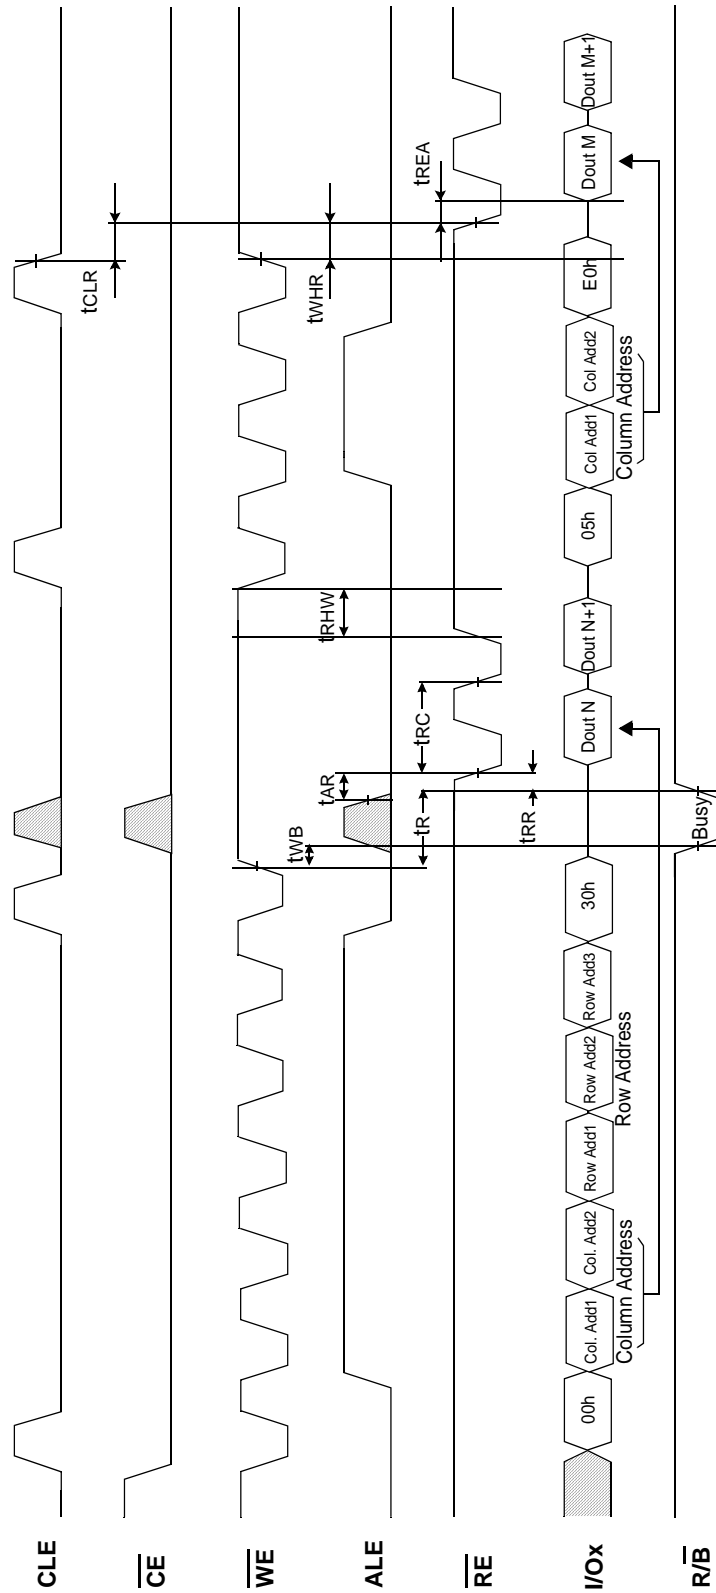 CLE
tCLR
CE
WE
tWB
tWHR
ALE
tAR
tRHW
tR
tRC
tREA
RE
tRR
I/Ox
00h
Col. Add1
Col. Add2
Row Add1
Row Add2
Row Add3
30h
Dout N
Dout N+1
05h
Col Add1
Col Add2
E0h
Dout M
Dout M+1
Column Address
Row Address
Column Address
R/B
Busy